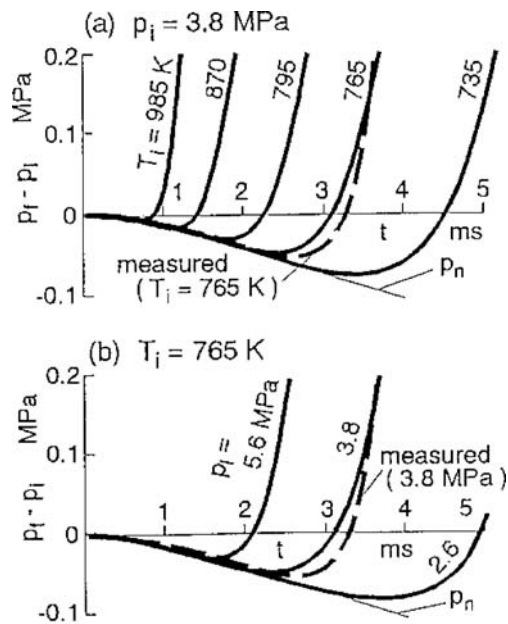 (a) pᵢ = 3.8 MPa
0.2
MPa
0.1
p_f - pᵢ
0
-0.1
Tᵢ = 985 K
870
795
765
735
1
2
3
4
5
t
ms
measured
( Tᵢ = 765 K )
pₙ
(b) Tᵢ = 765 K
0.2
MPa
0.1
p_f - pᵢ
0
-0.1
pᵢ =
5.6 MPa
3.8
measured
( 3.8 MPa )
1
2
3
4
5
t
ms
2.6
pₙ